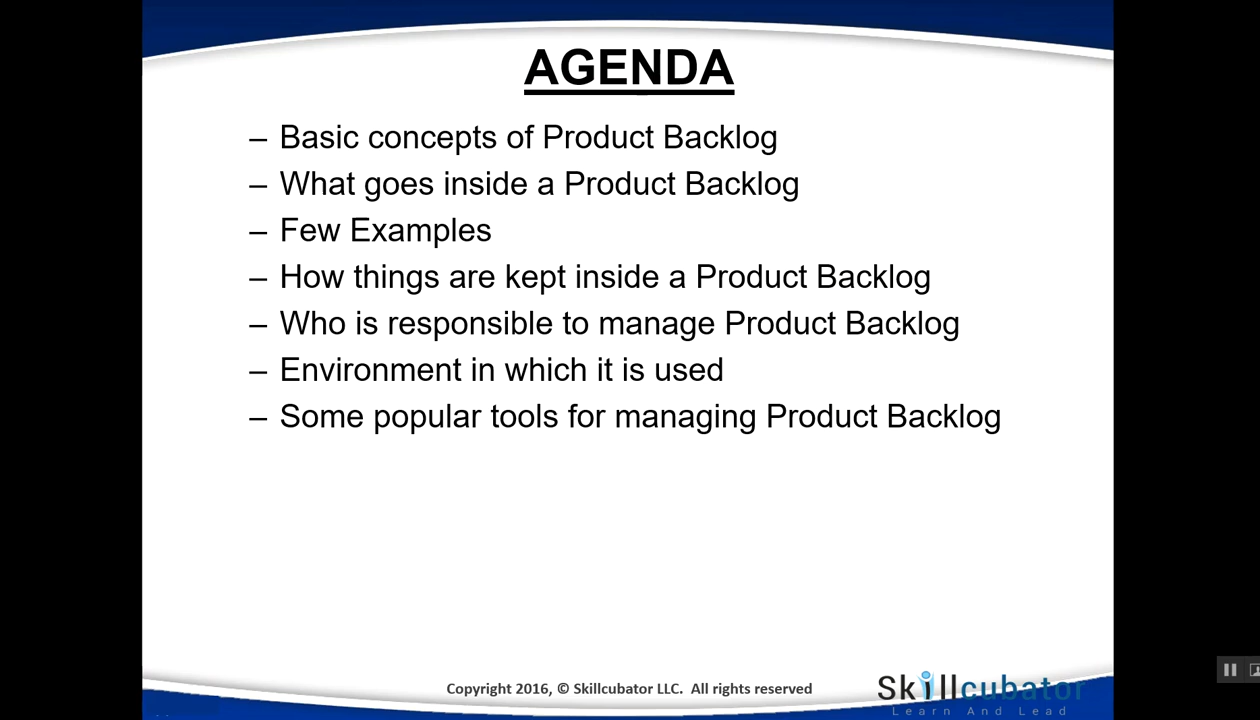 AGENDA
– Basic concepts of Product Backlog
– What goes inside a Product Backlog
– Few Examples
– How things are kept inside a Product Backlog
– Who is responsible to manage Product Backlog
– Environment in which it is used
– Some popular tools for managing Product Backlog
Copyright 2016, © Skillcubator LLC. All rights reserved
Skillcubator
Learn And Lead